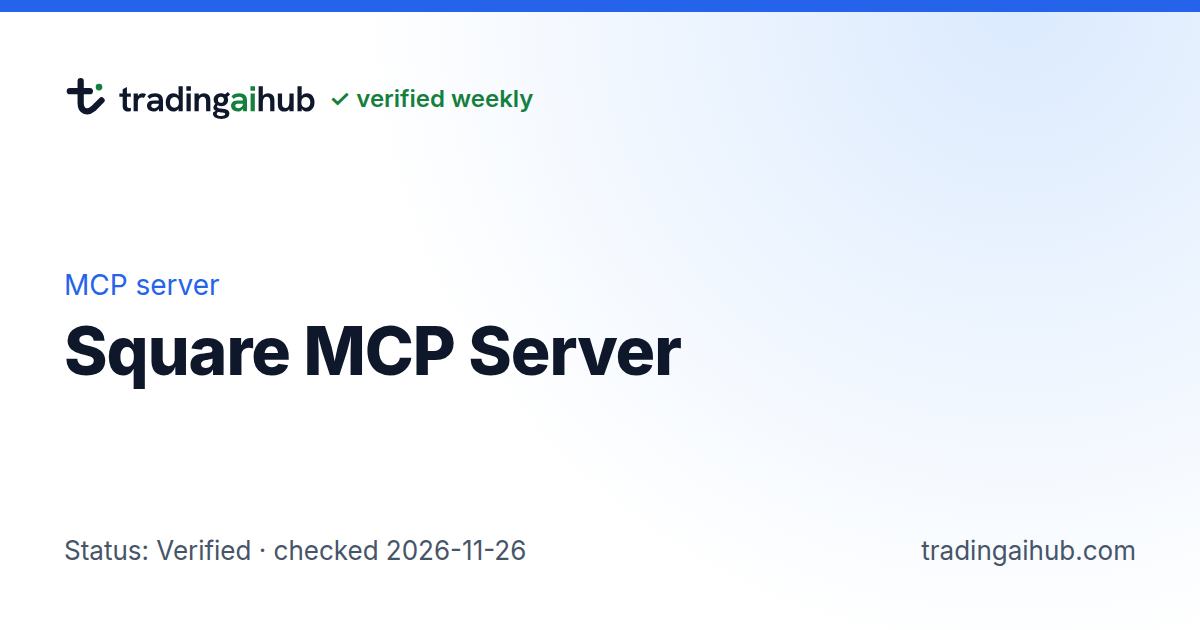 tradingaihub ✓ verified weekly
MCP server
Square MCP Server
Status: Verified · checked 2026-11-26
tradingaihub.com